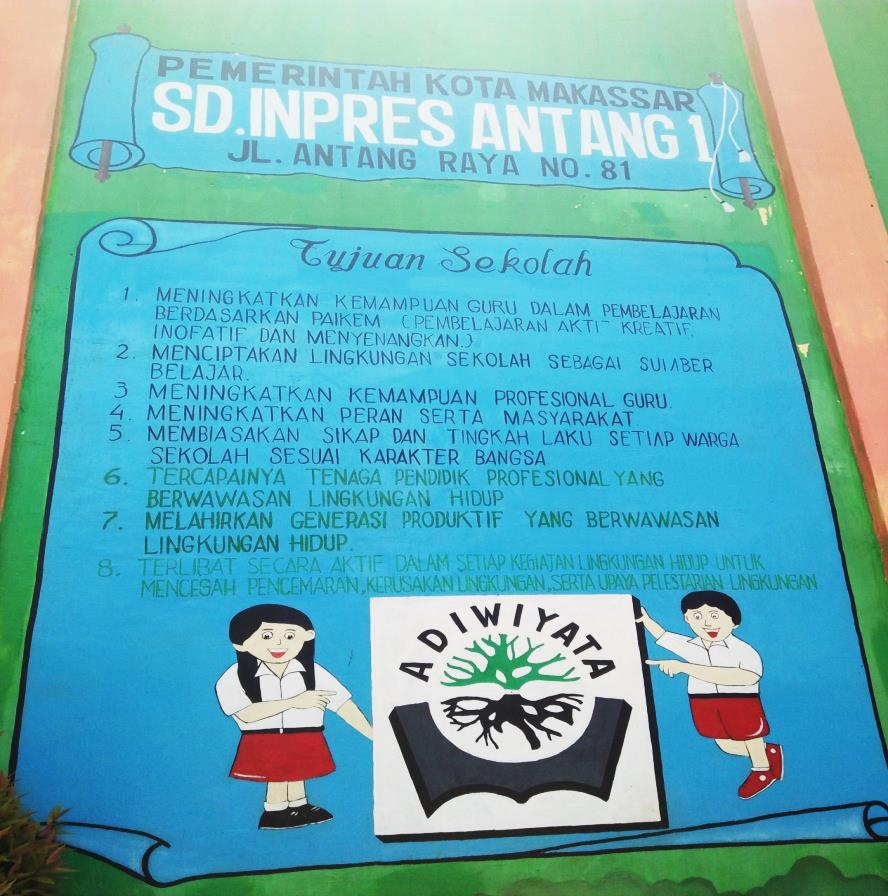 PEMERINTAH KOTA MAKASSAR
SD.INPRES ANTANG 1
JL. ANTANG RAYA NO. 81
Tujuan Sekolah
1. MENINGKATKAN KEMAMPUAN GURU DALAM PEMBELAJARAN
BERDASARKAN PAIKEM (PEMBELAJARAN AKTI KREATIF,
INOFATIF DAN MENYENANGKAN.)
2. MENCIPTAKAN LINGKUNGAN SEKOLAH SEBAGAI SUMBER
BELAJAR.
3 MENINGKATKAN KEMAMPUAN PROFESIONAL GURU.
4. MENINGKATKAN PERAN SERTA MASYARAKAT
5. MEMBIASAKAN SIKAP DAN TINGKAH LAKU SETIAP WARGA
SEKOLAH SESUAI KARAKTER BANGSA.
6. TERCAPAINYA TENAGA PENDIDIK PROFESIONAL YANG
BERWAWASAN LINGKUNGAN HIDUP
7. MELAHIRKAN GENERASI PRODUKTIF YANG BERWAWASAN
LINGKUNGAN HIDUP.
8. TERLIBAT SECARA AKTIF DALAM SETIAP KEGIATAN LINGKUNGAN HIDUP UNTUK
MENCEGAH PENCEMARAN, KERUSAKAN LINGKUNGAN, SERTA UPAYA PELESTARIAN LINGKUNGAN
ADIWIYATA